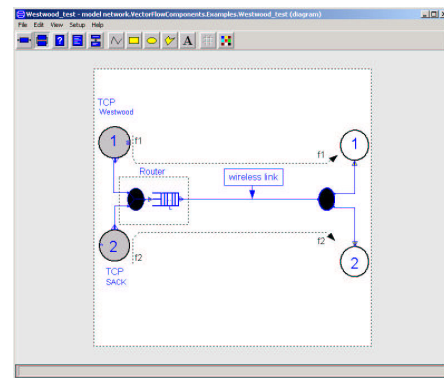 Westwood_test - model network.VectorFlowComponents.Examples.Westwood_test (diagram)
File Edit View Setup Help
A
TCP
Westwood
1
f1
Router
wireless link
f1
1
2
f2
TCP
SACK
f2
2